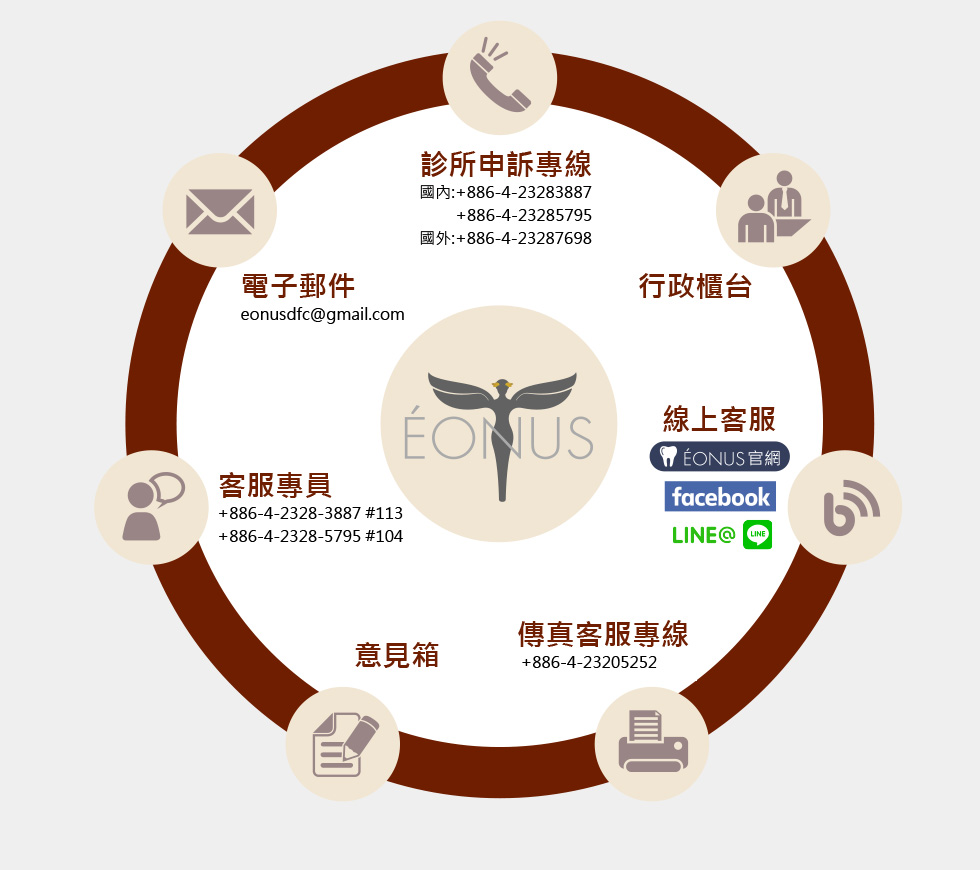 診所申訴專線
國內:+886-4-23283887
+886-4-23285795
國外:+886-4-23287698
電子郵件
eonusdfc@gmail.com
行政櫃台
ÉONUS
線上客服
ÉONUS官網
facebook
LINE@ LINE
客服專員
+886-4-2328-3887 #113
+886-4-2328-5795 #104
傳真客服專線
+886-4-23205252
意見箱